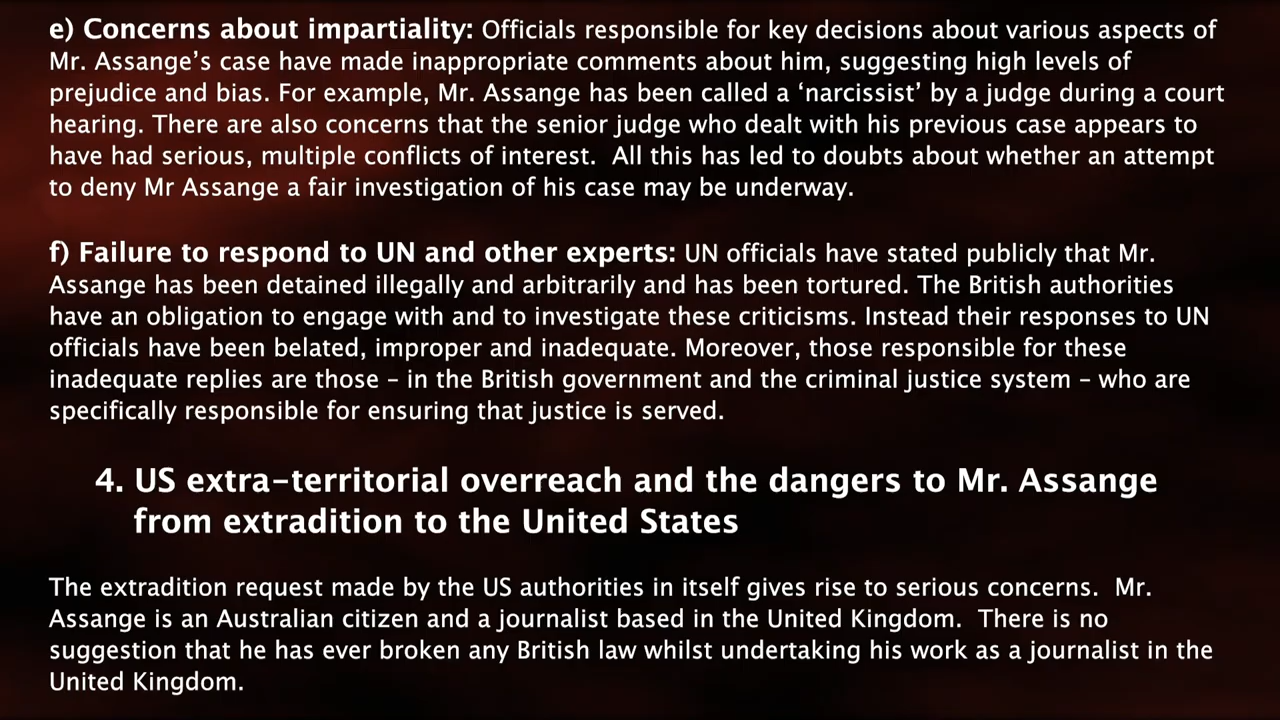 e) Concerns about impartiality: Officials responsible for key decisions about various aspects of
Mr. Assange’s case have made inappropriate comments about him, suggesting high levels of
prejudice and bias. For example, Mr. Assange has been called a ‘narcissist’ by a judge during a court
hearing. There are also concerns that the senior judge who dealt with his previous case appears to
have had serious, multiple conflicts of interest.  All this has led to doubts about whether an attempt
to deny Mr Assange a fair investigation of his case may be underway.
f) Failure to respond to UN and other experts: UN officials have stated publicly that Mr.
Assange has been detained illegally and arbitrarily and has been tortured. The British authorities
have an obligation to engage with and to investigate these criticisms. Instead their responses to UN
officials have been belated, improper and inadequate. Moreover, those responsible for these
inadequate replies are those – in the British government and the criminal justice system – who are
specifically responsible for ensuring that justice is served.
4. US extra-territorial overreach and the dangers to Mr. Assange
from extradition to the United States
The extradition request made by the US authorities in itself gives rise to serious concerns.  Mr.
Assange is an Australian citizen and a journalist based in the United Kingdom.  There is no
suggestion that he has ever broken any British law whilst undertaking his work as a journalist in the
United Kingdom.